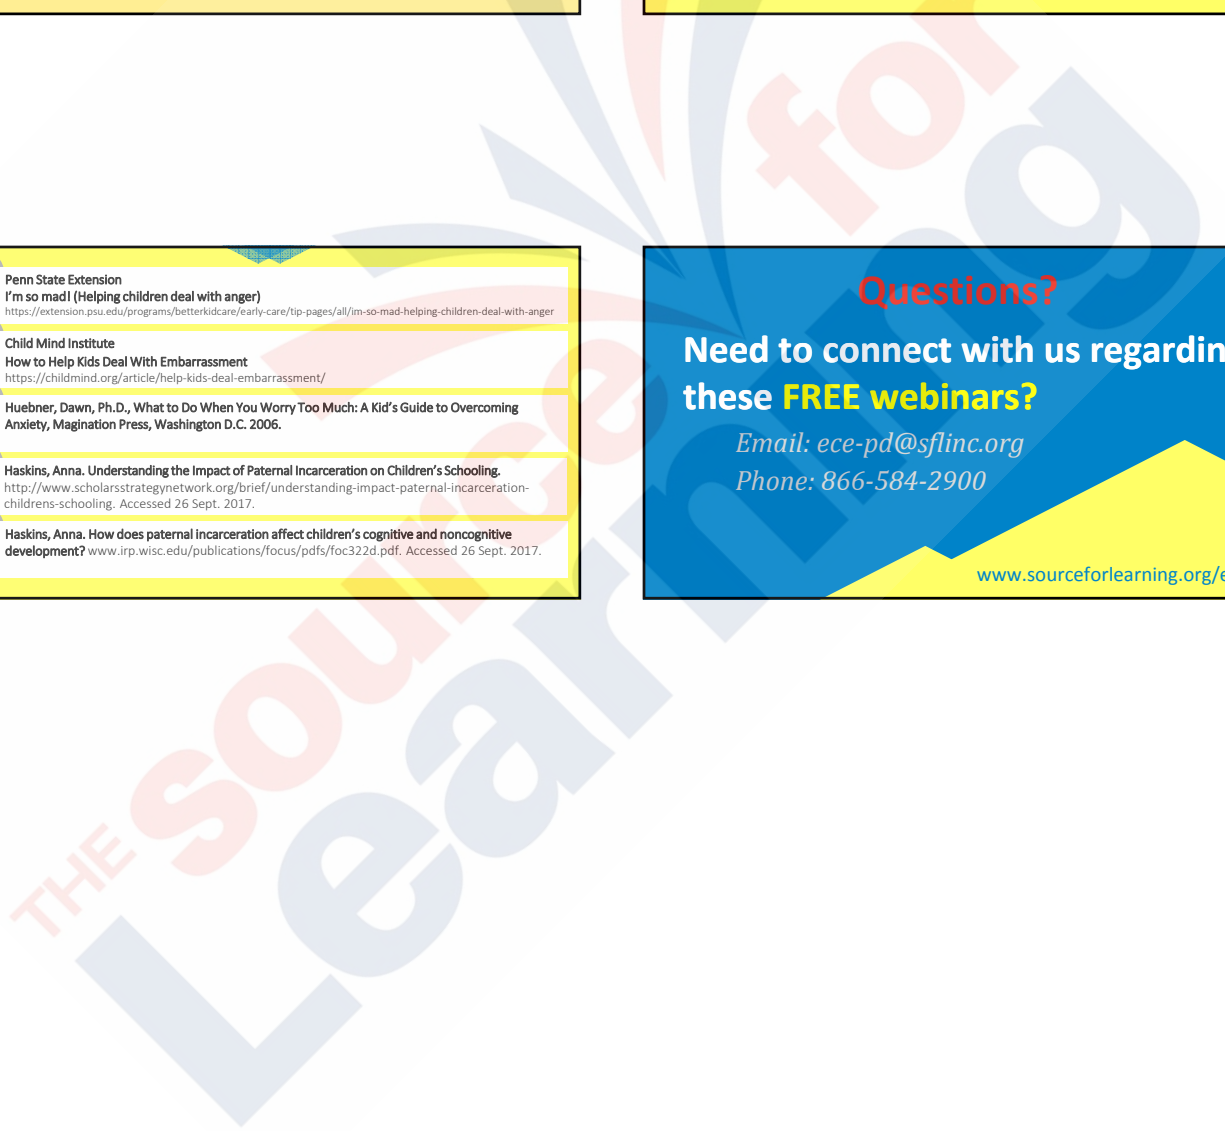 Penn State Extension
I'm so mad! (Helping children deal with anger)
https://extension.psu.edu/programs/betterkidcare/early-care/tip-pages/all/im-so-mad-helping-children-deal-with-anger
Child Mind Institute
How to Help Kids Deal With Embarrassment
https://childmind.org/article/help-kids-deal-embarrassment/
Huebner, Dawn, Ph.D., What to Do When You Worry Too Much: A Kid's Guide to Overcoming
Anxiety, Magination Press, Washington D.C. 2006.
Haskins, Anna. Understanding the Impact of Paternal Incarceration on Children's Schooling.
http://www.scholarsstrategynetwork.org/brief/understanding-impact-paternal-incarceration-
childrens-schooling. Accessed 26 Sept. 2017.
Haskins, Anna. How does paternal incarceration affect children's cognitive and noncognitive
development? www.irp.wisc.edu/publications/focus/pdfs/foc322d.pdf. Accessed 26 Sept. 2017.
Questions?
Need to connect with us regardin
these FREE webinars?
Email: ece-pd@sflinc.org
Phone: 866-584-2900
www.sourceforlearning.org/e
THE source for
Learning